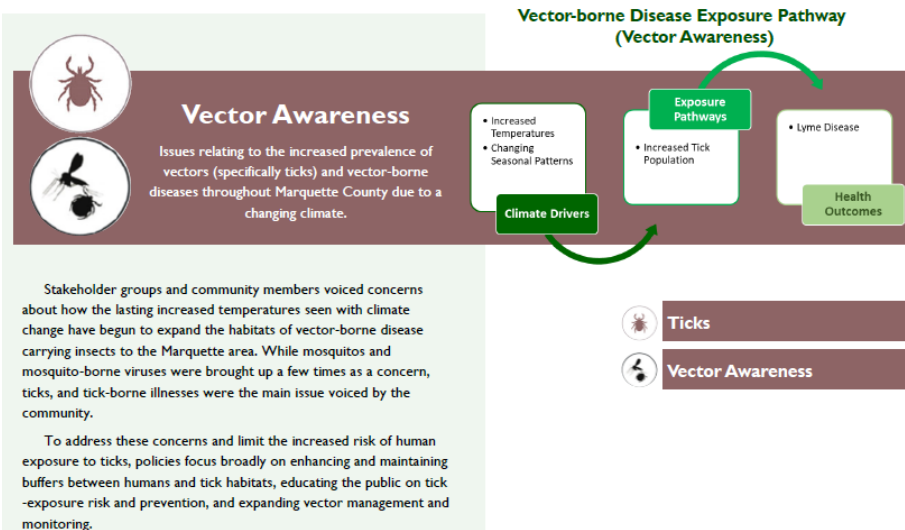 Vector-borne Disease Exposure Pathway
(Vector Awareness)
Vector Awareness
Issues relating to the increased prevalence of
vectors (specifically ticks) and vector-borne
diseases throughout Marquette County due to a
changing climate.
• Increased
Temperatures
• Changing
Seasonal Patterns
Climate Drivers
Exposure
Pathways
• Increased Tick
Population
• Lyme Disease
Health
Outcomes
Stakeholder groups and community members voiced concerns
about how the lasting increased temperatures seen with climate
change have begun to expand the habitats of vector-borne disease
carrying insects to the Marquette area. While mosquitos and
mosquito-borne viruses were brought up a few times as a concern,
ticks, and tick-borne illnesses were the main issue voiced by the
community.
To address these concerns and limit the increased risk of human
exposure to ticks, policies focus broadly on enhancing and maintaining
buffers between humans and tick habitats, educating the public on tick
-exposure risk and prevention, and expanding vector management and
monitoring.
Ticks
Vector Awareness